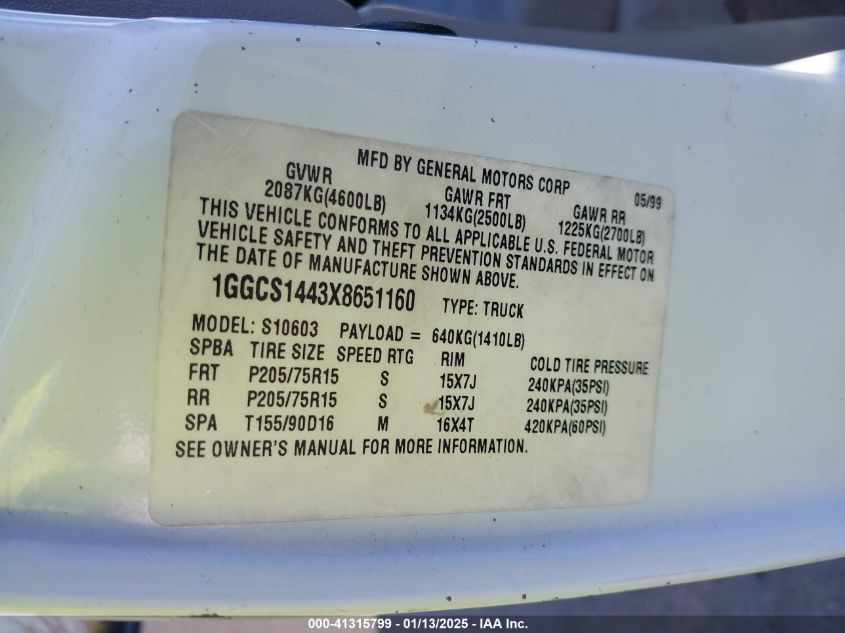 MFD BY GENERAL MOTORS CORP 05/99
GVWR GAWR FRT GAWR RR
2087KG(4600LB) 1134KG(2500LB) 1225KG(2700LB)
THIS VEHICLE CONFORMS TO ALL APPLICABLE U.S. FEDERAL MOTOR
VEHICLE SAFETY AND THEFT PREVENTION STANDARDS IN EFFECT ON
THE DATE OF MANUFACTURE SHOWN ABOVE.
1GGCS1443X8651160 TYPE: TRUCK
MODEL: S10603 PAYLOAD = 640KG(1410LB)
SPBA TIRE SIZE SPEED RTG RIM COLD TIRE PRESSURE
FRT P205/75R15 S 15X7J 240KPA(35PSI)
RR P205/75R15 S 15X7J 240KPA(35PSI)
SPA T155/90D16 M 16X4T 420KPA(60PSI)
SEE OWNER'S MANUAL FOR MORE INFORMATION.
000-41315799 - 01/13/2025 - IAA Inc.